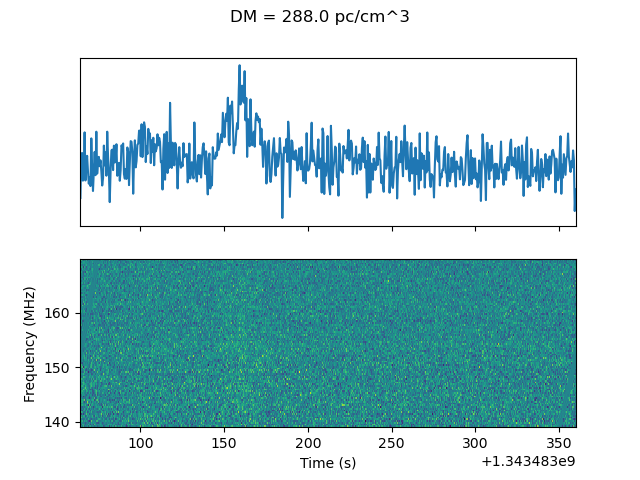 DM = 288.0 pc/cm^3
Frequency (MHz)
160
150
140
100 150 200 250 300 350
Time (s)
+1.343483e9